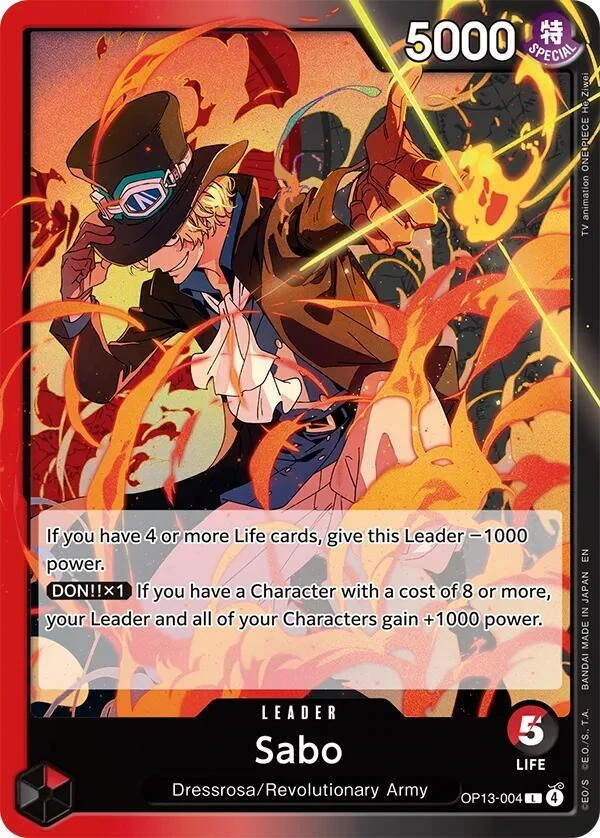 5000
特
SPECIAL
TV animation ONE PIECE He Ziwei
If you have 4 or more Life cards, give this Leader −1000
power.
DON!!×1 If you have a Character with a cost of 8 or more,
your Leader and all of your Characters gain +1000 power.
LEADER
Sabo
Dressrosa/Revolutionary Army
5
LIFE
OP13-004 L 4
©EO/S ©E.O./S., T.A. BANDAI MADE IN JAPAN EN